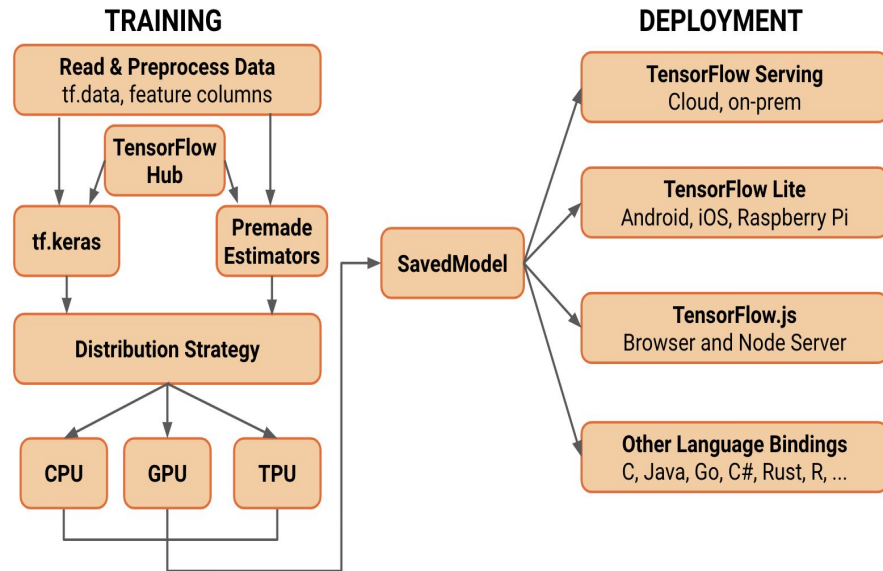 TRAINING
Read & Preprocess Data
tf.data, feature columns
TensorFlow
Hub
tf.keras
Premade
Estimators
Distribution Strategy
CPU
GPU
TPU
SavedModel
DEPLOYMENT
TensorFlow Serving
Cloud, on-prem
TensorFlow Lite
Android, iOS, Raspberry Pi
TensorFlow.js
Browser and Node Server
Other Language Bindings
C, Java, Go, C#, Rust, R, ...